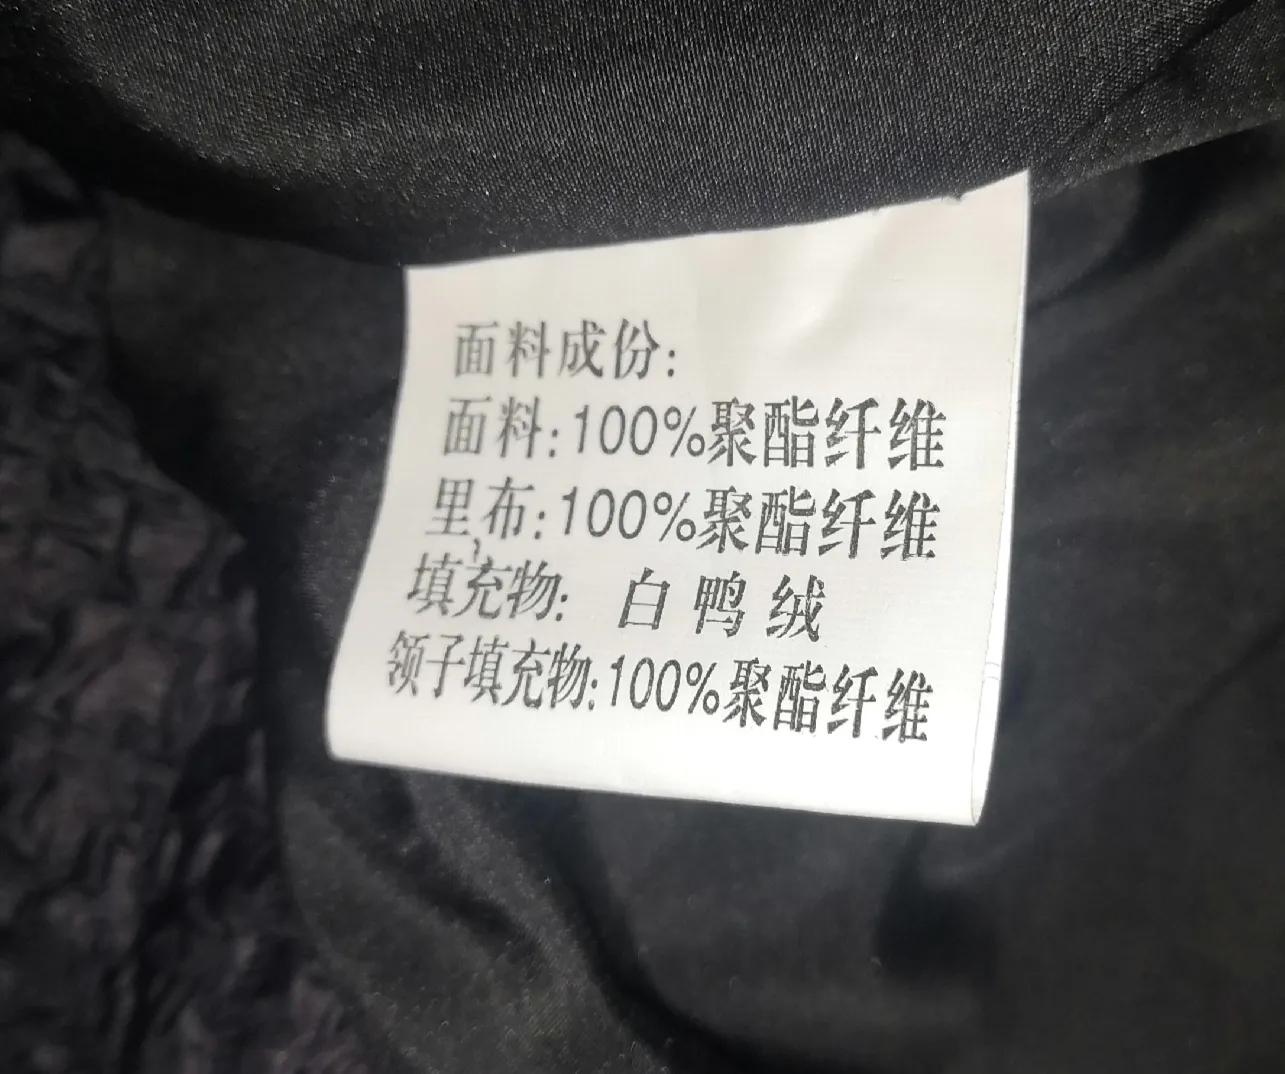 面料成份:
面料:100%聚酯纤维
里布:100%聚酯纤维
填充物: 白鸭绒
领子填充物:100%聚酯纤维